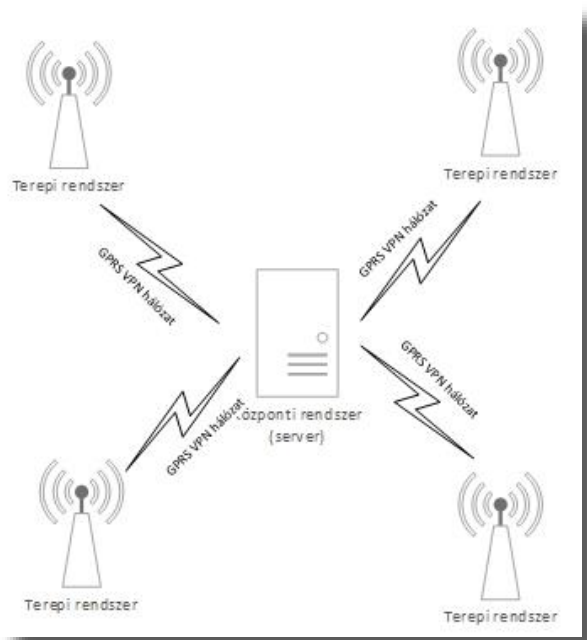 Terepi rendszer
Terepi rendszer
GPRS VPN hálózat
GPRS VPN hálózat
GPRS VPN hálózat
GPRS VPN hálózat
özponti rendszer
(server)
Terepi rendszer
Terepi rendszer